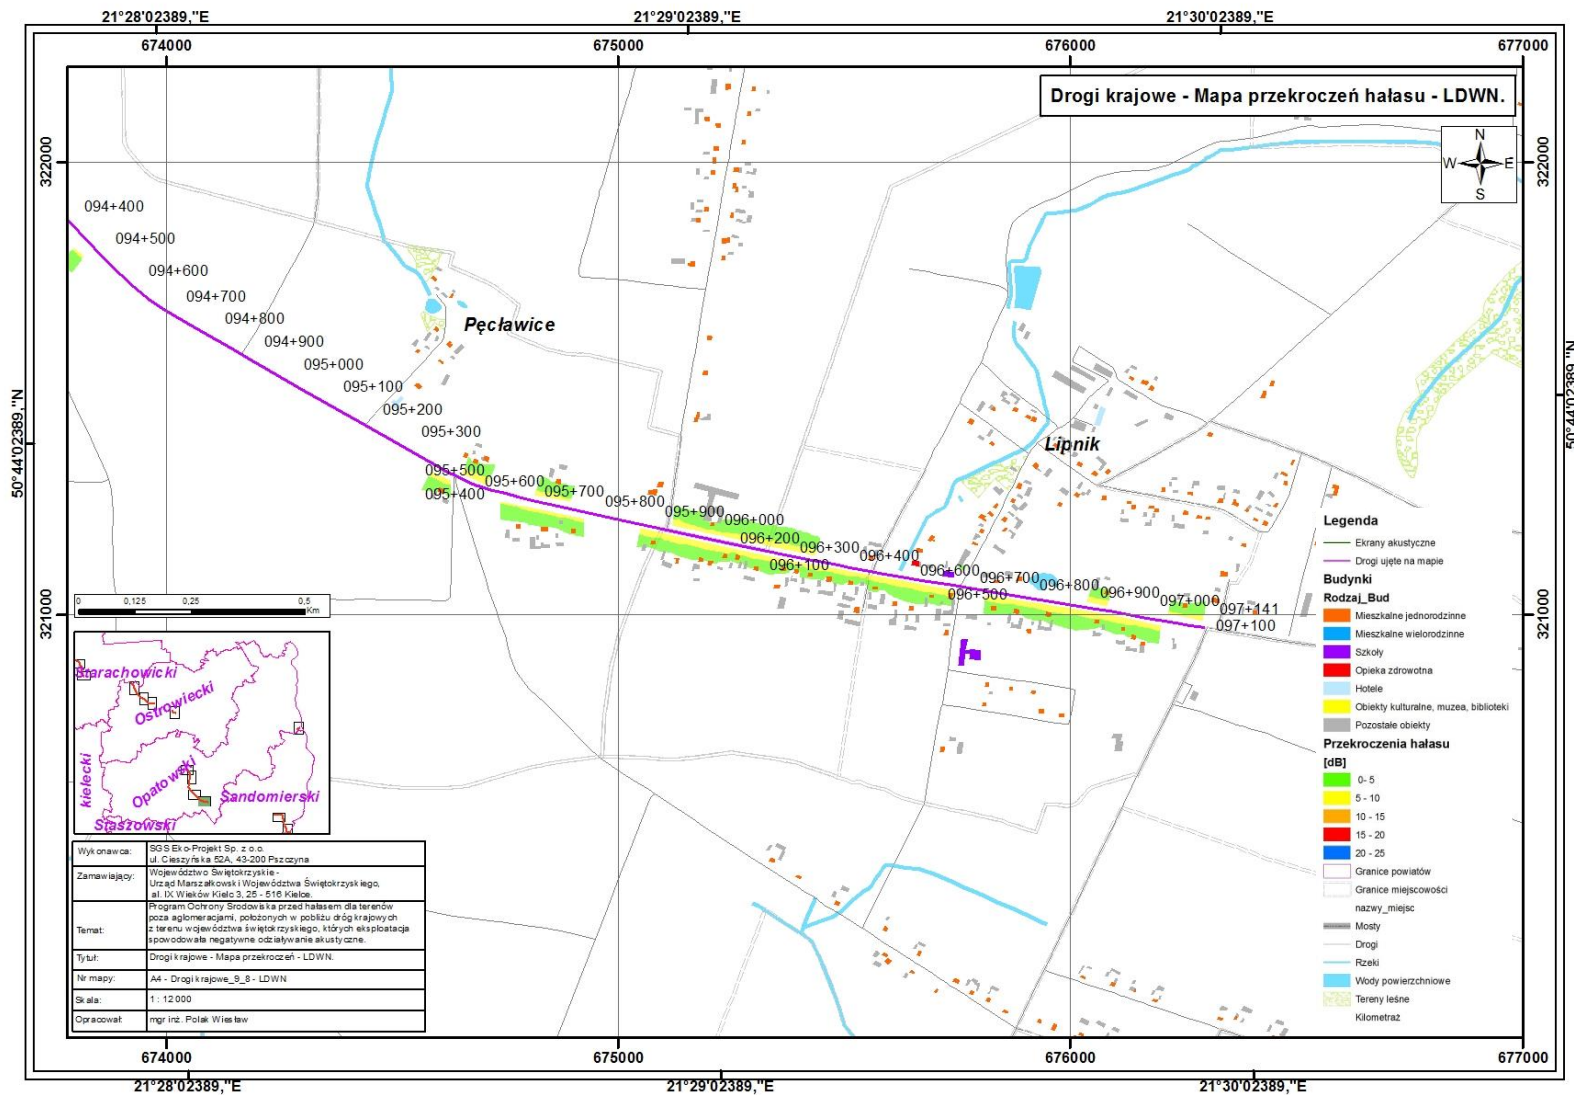 21°28'02389,"E
21°29'02389,"E
21°30'02389,"E
674000
675000
676000
677000
Drogi krajowe - Mapa przekroczeń hałasu - LDWN.
322000
322000
N
W
E
S
094+400
094+500
094+600
094+700
094+800
094+900
095+000
095+100
095+200
095+300
095+500
095+400
095+600
095+700
095+800
095+900
096+000
096+200
096+100
096+300
096+400
096+600
096+500
096+700
096+800
096+900
097+000
097+141
097+100
Pęcławice
Lipnik
50°44'02389,"N
50°44'02389,"N
321000
321000
0
0,125
0,25
0,5
Km
Starachowicki
Ostrowiecki
kielecki
Opatowski
Sandomierski
Staszowski
Legenda
Ekrany akustyczne
Drogi ujęte na mapie
Budynki
Rodzaj_Bud
Mieszkalne jednorodzinne
Mieszkalne wielorodzinne
Szkoły
Opieka zdrowotna
Hotele
Obiekty kulturalne, muzea, biblioteki
Pozostałe obiekty
Przekroczenia hałasu
[dB]
0- 5
5 - 10
10 - 15
15 - 20
20 - 25
Granice powiatów
Granice miejscowości
nazwy_miejsc
Mosty
Drogi
Rzeki
Wody powierzchniowe
Tereny leśne
Kilometraż
Wykonawca:
SGS Eko-Projekt Sp. z o.o.
ul. Cieszyńska 52A, 43-200 Pszczyna
Zamawiający:
Województwo Świętokrzyskie -
Urząd Marszałkowski Województwa Świętokrzyskiego,
al. IX Wieków Kielc 3, 25 - 516 Kielce.
Temat:
Program Ochrony Środowiska przed hałasem dla terenów
poza aglomeracjami, położonych w pobliżu dróg krajowych
z terenu województwa świętokrzyskiego, których eksploatacja
spowodowała negatywne oddziaływanie akustyczne.
Tytuł:
Drogi krajowe - Mapa przekroczeń - LDWN.
Nr mapy:
A4 - Drogi krajowe_9_8 - LDWN
Skala:
1 : 12 000
Opracował:
mgr inż. Polak Wiesław
674000
675000
676000
677000
21°28'02389,"E
21°29'02389,"E
21°30'02389,"E